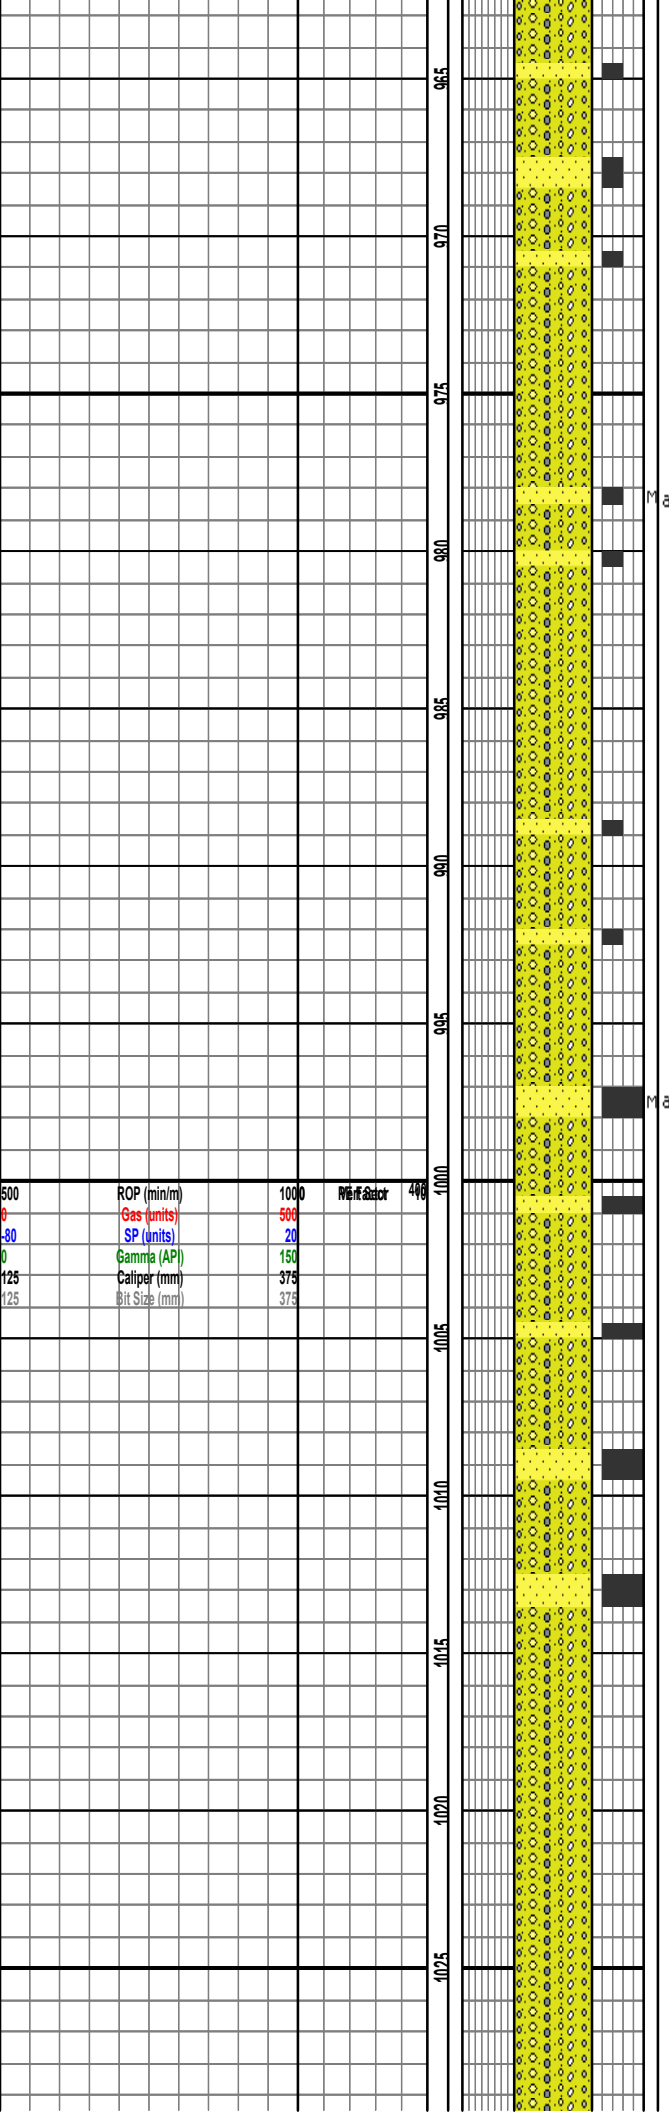 965
970
975
Ma
980
985
990
995
Ma
1000
500 ROP (min/m) 1000
0 Gas (units) 500
-80 SP (units) 20
0 Gamma (API) 150
125 Caliper (mm) 375
125 Bit Size (mm) 375
1005
1010
1015
1020
1025